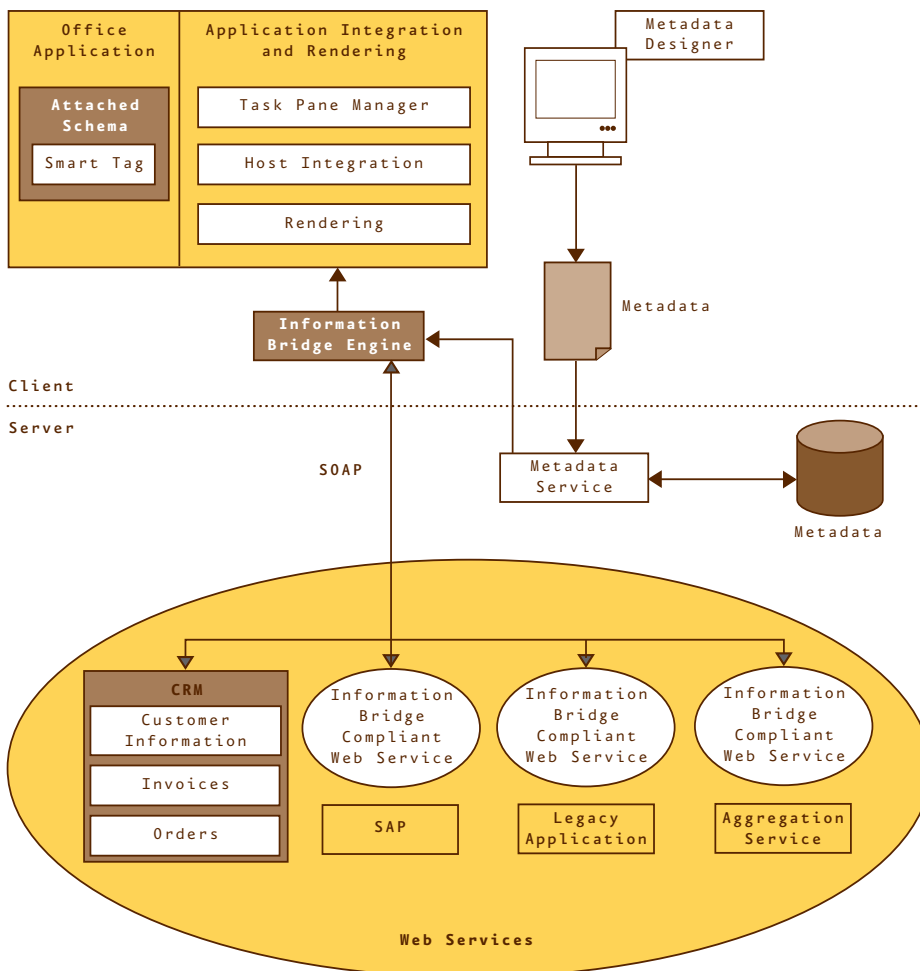 Office
Application
Application Integration
and Rendering
Metadata
Designer
Attached
Schema
Smart Tag
Task Pane Manager
Host Integration
Rendering
Metadata
Information
Bridge Engine
Client
Server
SOAP
Metadata
Service
Metadata
CRM
Customer
Information
Invoices
Orders
Information
Bridge
Compliant
Web Service
SAP
Information
Bridge
Compliant
Web Service
Legacy
Application
Information
Bridge
Compliant
Web Service
Aggregation
Service
Web Services